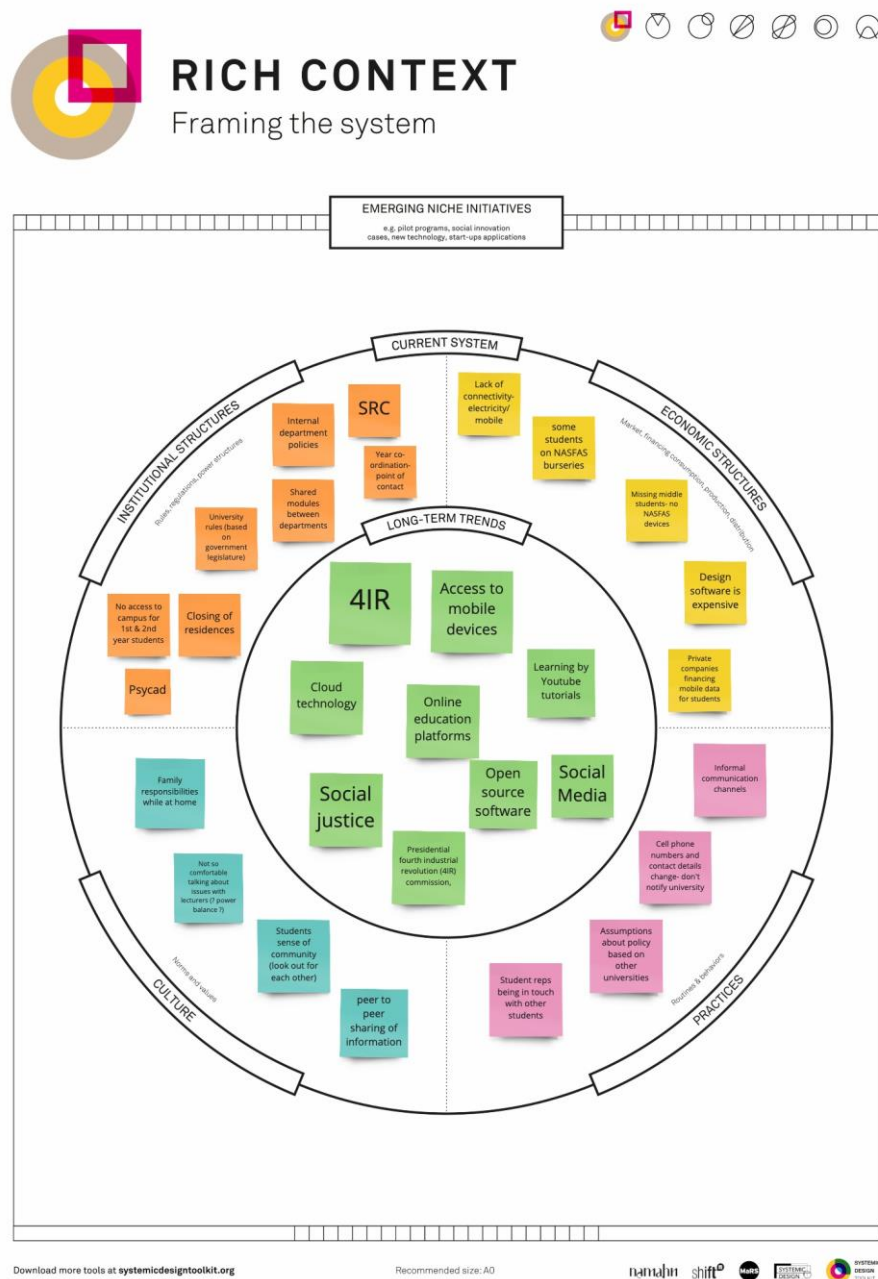 RICH CONTEXT
Framing the system
EMERGING NICHE INITIATIVES
e.g. pilot programs, social innovation
cases, new technology, start-ups applications
CURRENT SYSTEM
INSTITUTIONAL STRUCTURES
Rules, regulations, power structures
SRC
Internal
department
policies
Year co-
ordination-
point of
contact
Shared
modules
between
departments
University
rules (based
on
government
legislature)
No access to
campus for
1st & 2nd
year students
Closing of
residences
Psycad
ECONOMIC STRUCTURES
Market, financing consumption, production, distribution
Lack of
connectivity-
electricity/
mobile
some
students
on NASFAS
burseries
Missing middle
students- no
NASFAS
devices
Design
software is
expensive
Private
companies
financing
mobile data
for students
LONG-TERM TRENDS
4IR
Access to
mobile
devices
Cloud
technology
Learning by
Youtube
tutorials
Online
education
platforms
Social
justice
Open
source
software
Social
Media
Presidential
fourth industrial
revolution (4IR)
commission,
Family
responsibilities
while at home
Not so
comfortable
talking about
issues with
lecturers (? power
balance ?)
Students
sense of
community
(look out for
each other)
peer to
peer
sharing of
information
Norms and values
CULTURE
Informal
communication
channels
Cell phone
numbers and
contact details
change- don't
notify university
Assumptions
about policy
based on
other
universities
Student reps
being in touch
with other
students
Routines & behaviors
PRACTICES
Download more tools at systemicdesigntoolkit.org
Recommended size: A0
namahn
shift
MaRS
SYSTEMIC
DESIGN
SYSTEMIC
DESIGN